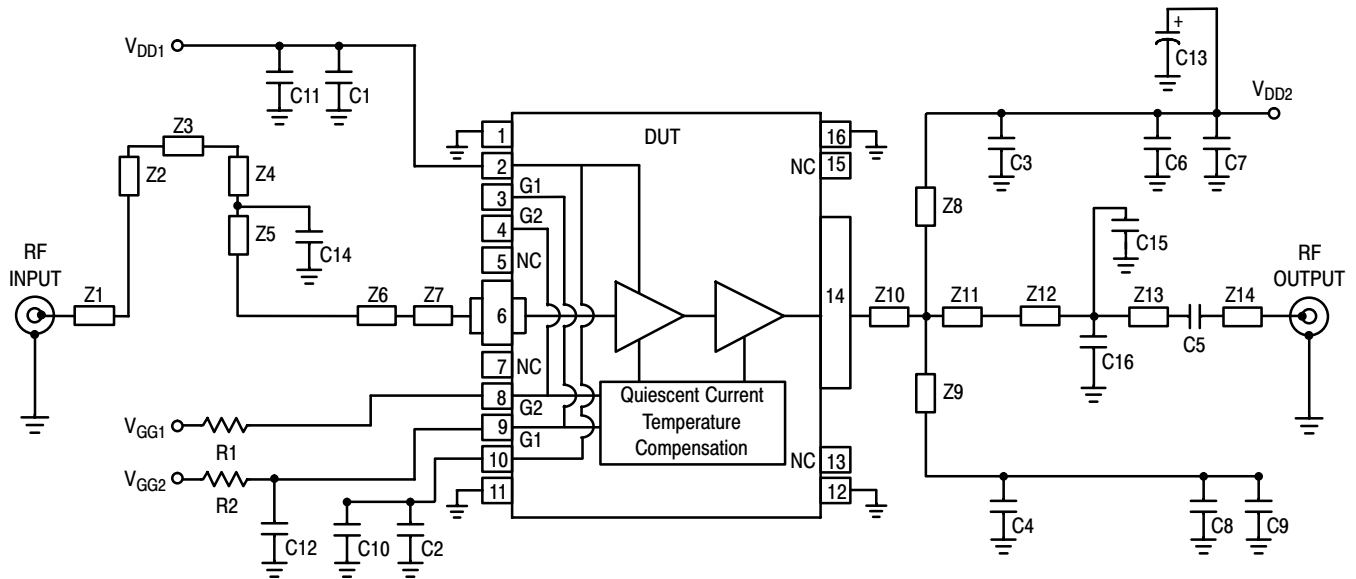 +
C13
VDD1
VDD2
C11
C1
Z3
DUT
1
16
NC
15
2
C3
C6
C7
Z2
Z4
G1
3
Z8
G2
4
Z5
C14
5
NC
C15
RF
INPUT
RF
OUTPUT
Z1
Z6
Z7
6
14
Z10
Z11
Z12
Z13
Z14
C5
C16
7
NC
Z9
8
G2
Quiescent Current
Temperature
Compensation
VGG1
R1
9
G1
10
NC
13
VGG2
R2
11
12
C12
C10
C2
C4
C8
C9